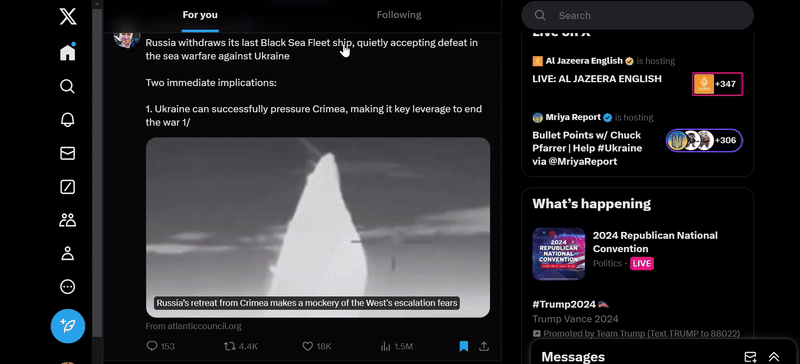 For you
Following
Search
Russia withdraws its last Black Sea Fleet ship, quietly accepting defeat in
the sea warfare against Ukraine
Two immediate implications:
1. Ukraine can successfully pressure Crimea, making it key leverage to end
the war 1/
Russia's retreat from Crimea makes a mockery of the West's escalation fears
From atlanticcouncil.org
153
4.4K
18K
1.5M
Live on X
Al Jazeera English is hosting
LIVE: AL JAZEERA ENGLISH
+347
Mriya Report is hosting
Bullet Points w/ Chuck
Pfarrer | Help #Ukraine
via @MriyaReport
+306
What's happening
2024 REPUBLICAN
NATIONAL
CONVENTION
2024 Republican National
Convention
Politics · LIVE
#Trump2024
Trump Vance 2024
Promoted by Team Trump (Text TRUMP to 88022)
Messages